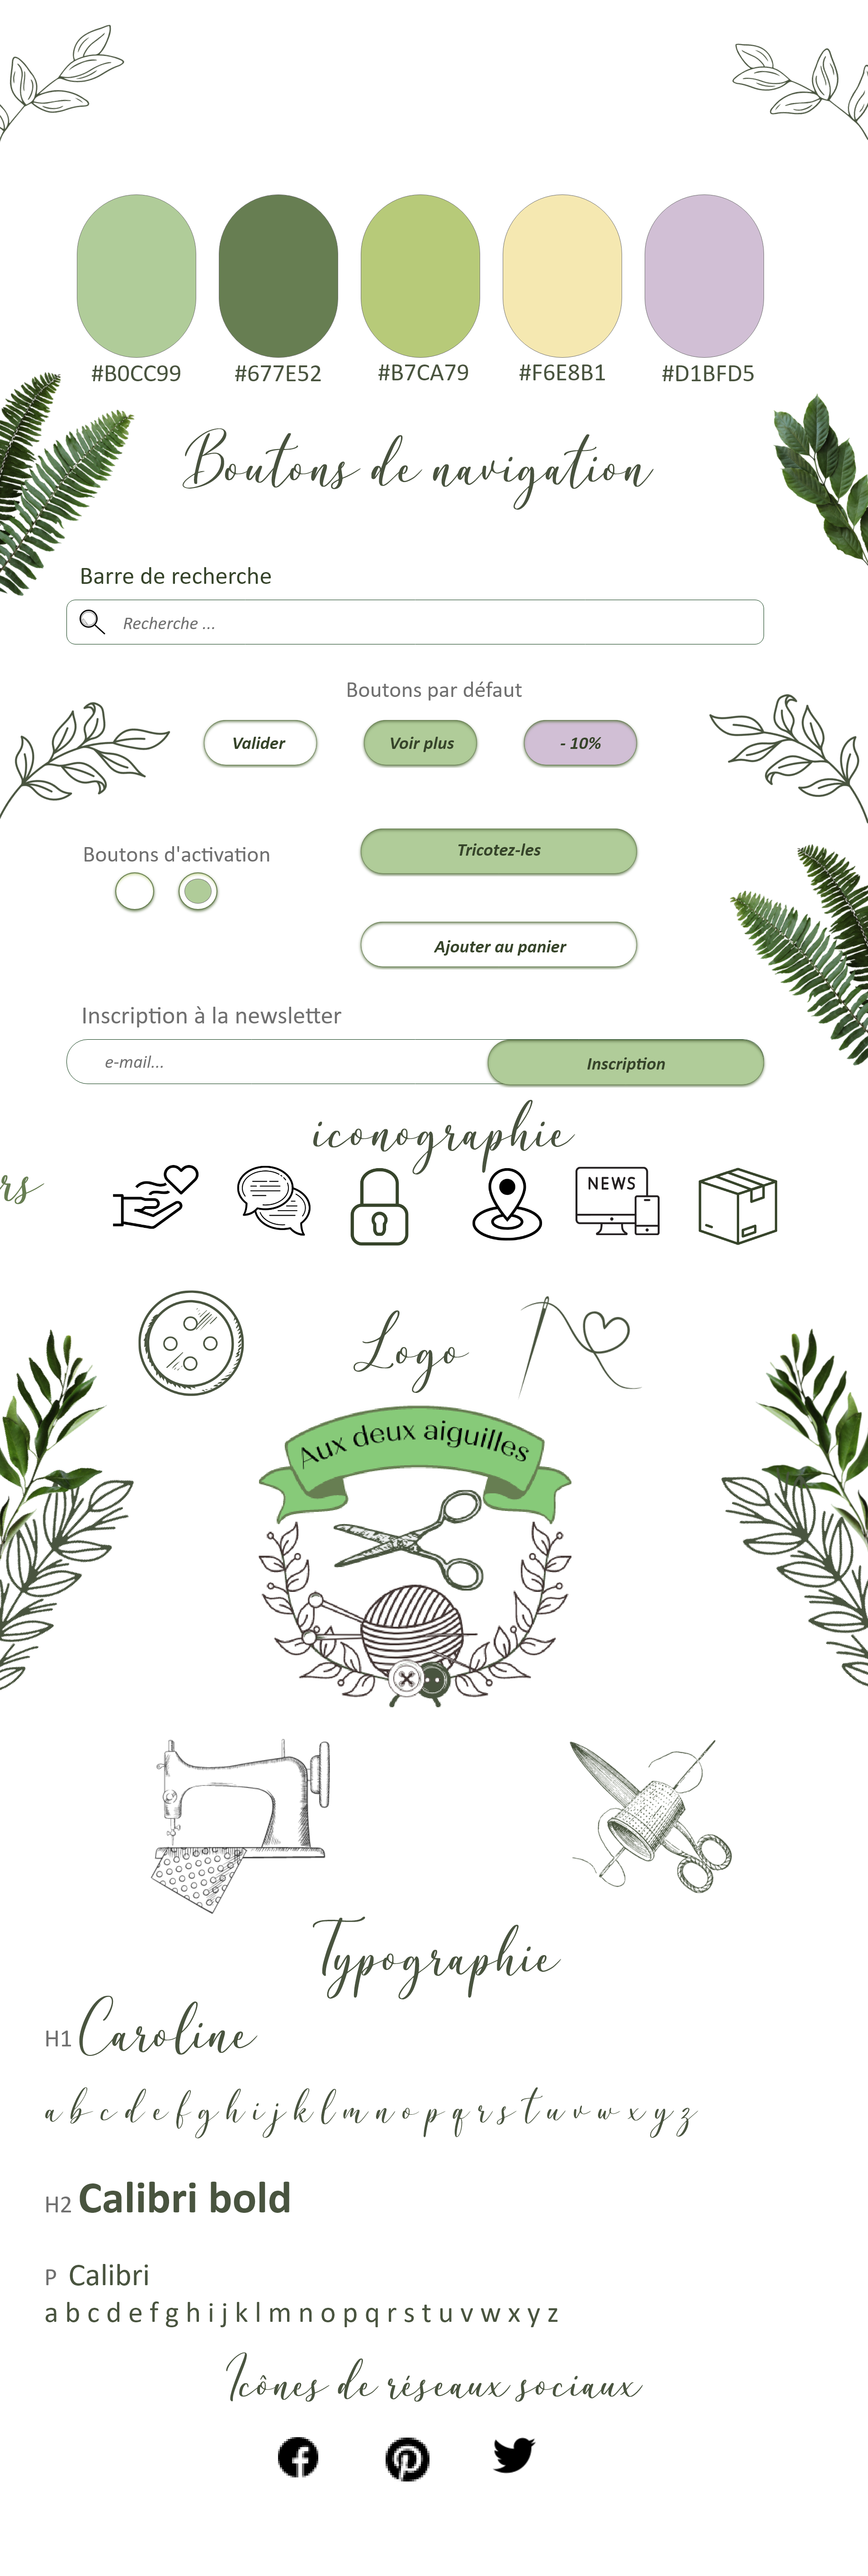 #B0CC99 #677E52 #B7CA79 #F6E8B1 #D1BFD5
Boutons de navigation
Barre de recherche
Recherche ...
Boutons par défaut
Valider Voir plus - 10%
Tricotez-les
Boutons d'activation
Ajouter au panier
Inscription à la newsletter
e-mail... Inscription
iconographie
rs
NEWS
Logo
Aux deux aiguilles
Typographie
H1 Caroline
a b c d e f g h i j k l m n o p q r s t u v w x y z
H2 Calibri bold
P Calibri
a b c d e f g h i j k l m n o p q r s t u v w x y z
Icônes de réseaux sociaux